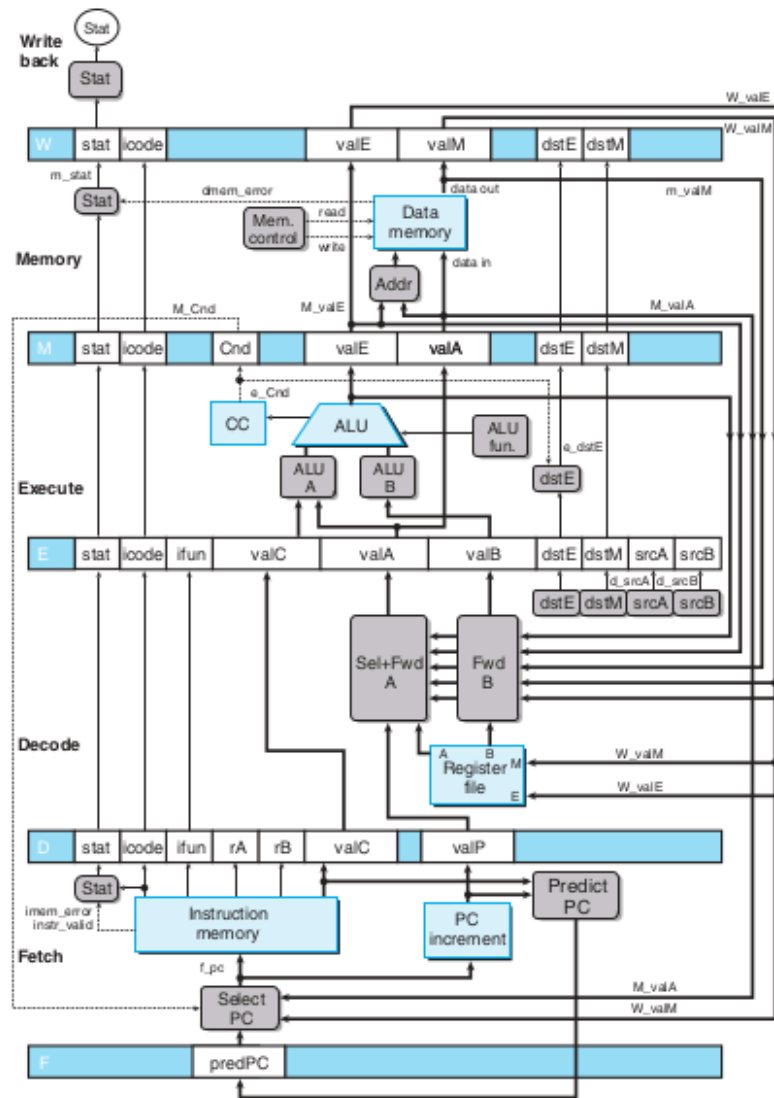 Stat
Write
back
Stat
W_valE
W_valM
W stat icode valE valM dstE dstM
m_stat
Stat
dmem_error
data out
m_valM
read
Mem.
control
write
Data
memory
Memory
data in
Addr
M_Cnd
M_valE
M_valA
M stat icode Cnd valE valA dstE dstM
e_Cnd
CC
ALU
ALU
fun.
e_dstE
ALU
A
ALU
B
dstE
Execute
E stat icode ifun valC valA valB dstE dstM srcA srcB
d_srcA d_srcB
dstE dstM srcA srcB
Sel+Fwd
A
Fwd
B
Decode
A B
Register
file
M
E
W_valM
W_valE
D stat icode ifun rA rB valC valP
Stat
imem_error
instr_valid
Instruction
memory
PC
increment
Predict
PC
Fetch
f_pc
Select
PC
M_valA
W_valM
F predPC